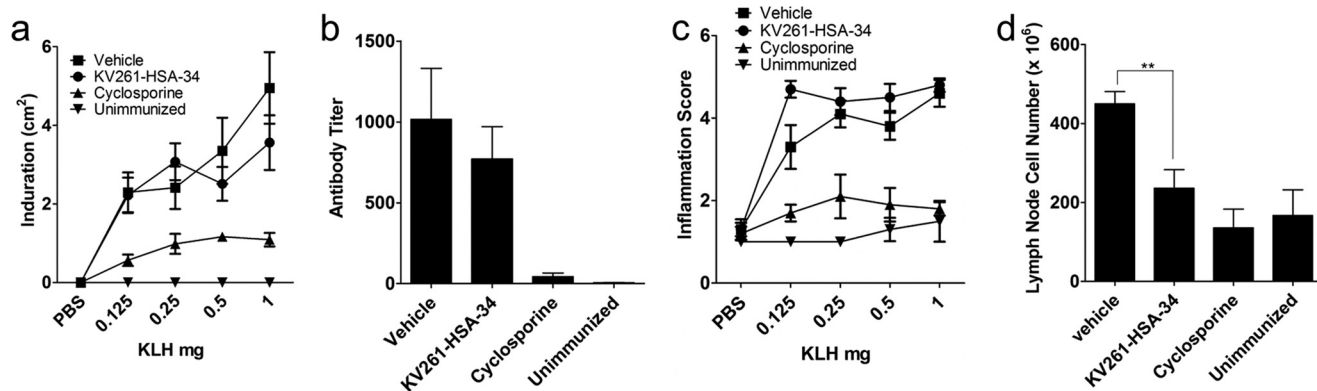 a
Induration (cm²)
6
4
2
0
Vehicle
KV261-HSA-34
Cyclosporine
Unimmunized
PBS
0.125
0.25
0.5
1
KLH mg
b
Antibody Titer
1500
1000
500
0
Vehicle
KV261-HSA-34
Cyclosporine
Unimmunized
c
Inflammation Score
6
4
2
0
Vehicle
KV261-HSA-34
Cyclosporine
Unimmunized
PBS
0.125
0.25
0.5
1
KLH mg
d
Lymph Node Cell Number (x 10⁶)
600
400
200
0
**
vehicle
KV261-HSA-34
Cyclosporine
Unimmunized